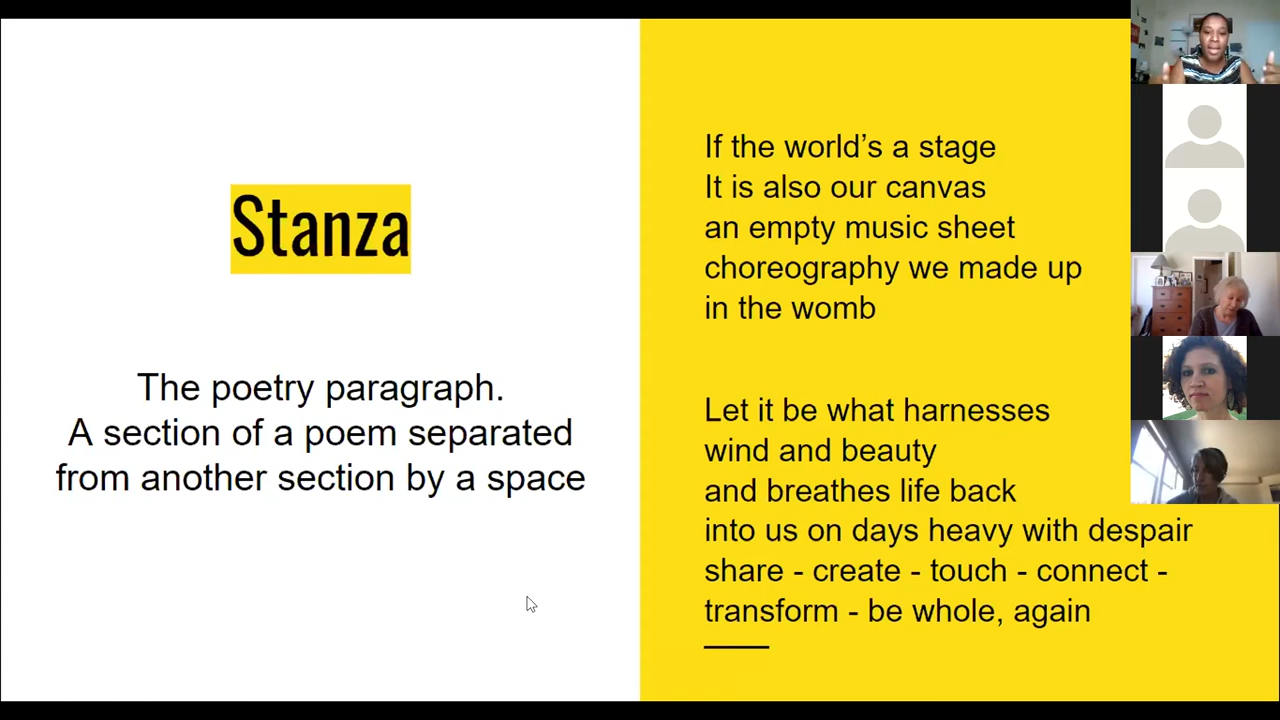 Stanza
The poetry paragraph.
A section of a poem separated
from another section by a space
If the world’s a stage
It is also our canvas
an empty music sheet
choreography we made up
in the womb
Let it be what harnesses
wind and beauty
and breathes life back
into us on days heavy with despair
share - create - touch - connect -
transform - be whole, again